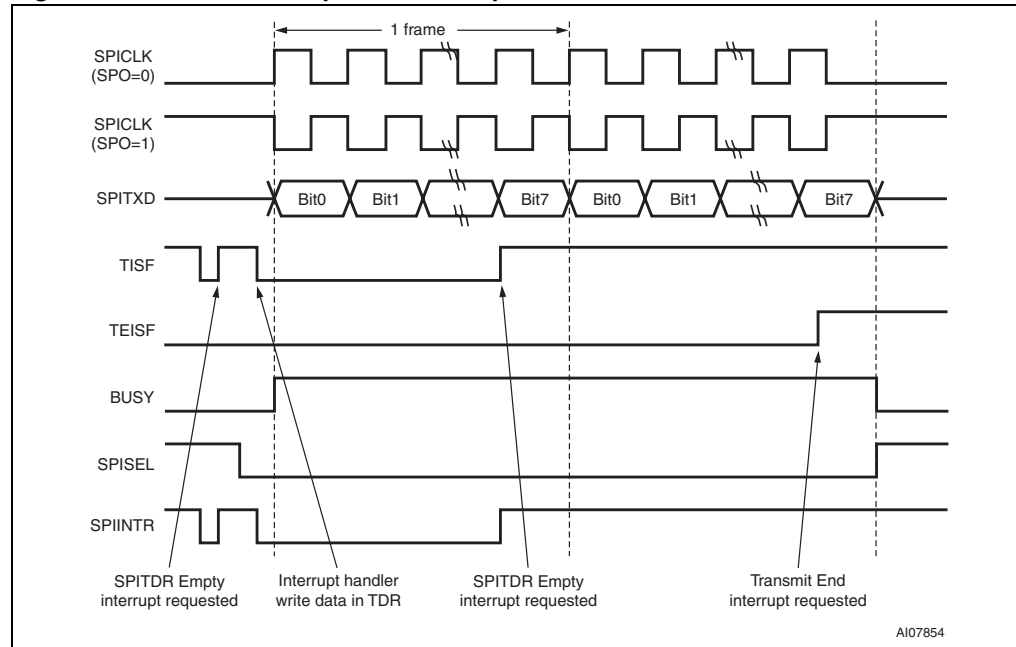 1 frame
SPICLK
(SPO=0)
SPICLK
(SPO=1)
SPITXD
Bit0
Bit1
Bit7
Bit0
Bit1
Bit7
TISF
TEISF
BUSY
SPISEL
SPIINTR
SPITDR Empty
interrupt requested
Interrupt handler
write data in TDR
SPITDR Empty
interrupt requested
Transmit End
interrupt requested
AI07854